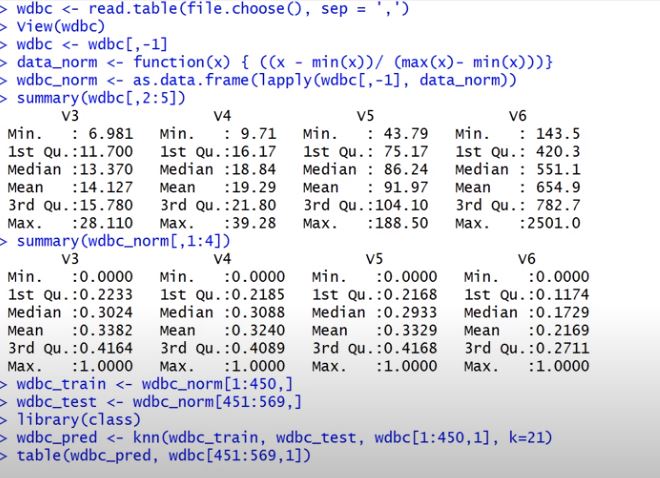 > wdbc <- read.table(file.choose(), sep = ',')
> View(wdbc)
> wdbc <- wdbc[,-1]
> data_norm <- function(x) { ((x - min(x))/ (max(x)- min(x)))}
> wdbc_norm <- as.data.frame(lapply(wdbc[,-1], data_norm))
> summary(wdbc[,2:5])
V3 V4 V5 V6
Min. : 6.981 Min. : 9.71 Min. : 43.79 Min. : 143.5
1st Qu.:11.700 1st Qu.:16.17 1st Qu.: 75.17 1st Qu.: 420.3
Median :13.370 Median :18.84 Median : 86.24 Median : 551.1
Mean :14.127 Mean :19.29 Mean : 91.97 Mean : 654.9
3rd Qu.:15.780 3rd Qu.:21.80 3rd Qu.:104.10 3rd Qu.: 782.7
Max. :28.110 Max. :39.28 Max. :188.50 Max. :2501.0
> summary(wdbc_norm[,1:4])
V3 V4 V5 V6
Min. :0.0000 Min. :0.0000 Min. :0.0000 Min. :0.0000
1st Qu.:0.2233 1st Qu.:0.2185 1st Qu.:0.2168 1st Qu.:0.1174
Median :0.3024 Median :0.3088 Median :0.2933 Median :0.1729
Mean :0.3382 Mean :0.3240 Mean :0.3329 Mean :0.2169
3rd Qu.:0.4164 3rd Qu.:0.4089 3rd Qu.:0.4168 3rd Qu.:0.2711
Max. :1.0000 Max. :1.0000 Max. :1.0000 Max. :1.0000
> wdbc_train <- wdbc_norm[1:450,]
> wdbc_test <- wdbc_norm[451:569,]
> library(class)
> wdbc_pred <- knn(wdbc_train, wdbc_test, wdbc[1:450,1], k=21)
> table(wdbc_pred, wdbc[451:569,1])